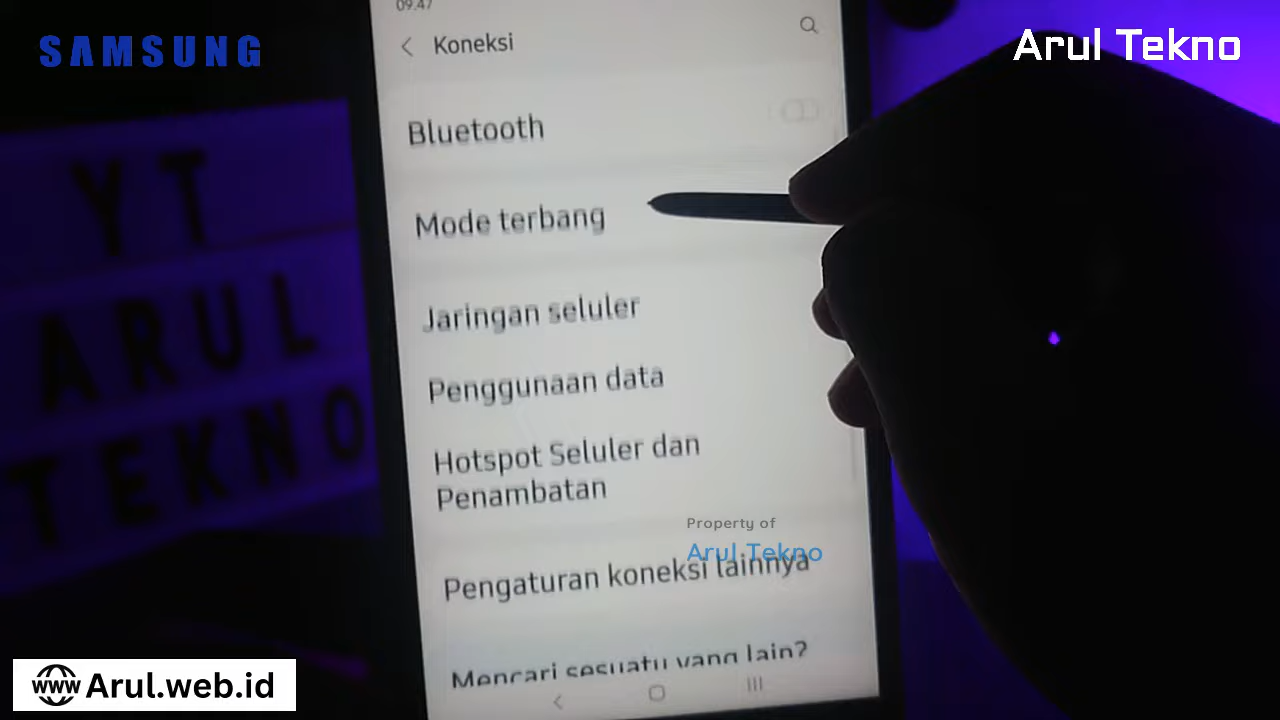 SAMSUNG
Arul Tekno
09.47
Koneksi
Bluetooth
Mode terbang
Jaringan seluler
Penggunaan data
Hotspot Seluler dan
Penambatan
Pengaturan koneksi lainnya
Mencari sesuatu yang lain?
YT
ARUL
TEKNO
Property of
Arul Tekno
www Arul.web.id